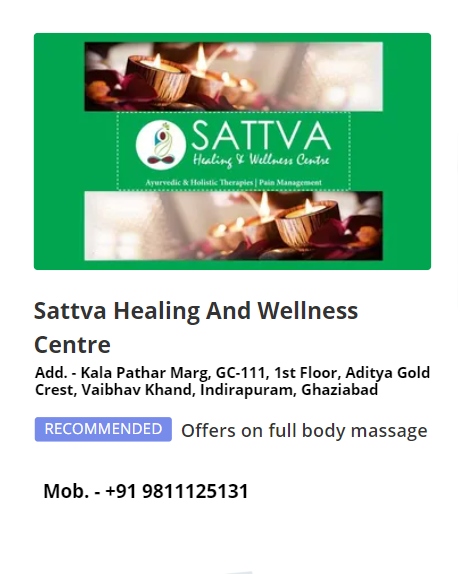 SATTVA
Healing & Wellness Centre
Ayurvedic & Holistic Therapies | Pain Management
Sattva Healing And Wellness
Centre
Add. - Kala Pathar Marg, GC-111, 1st Floor, Aditya Gold
Crest, Vaibhav Khand, Indirapuram, Ghaziabad
RECOMMENDED Offers on full body massage
Mob. - +91 9811125131